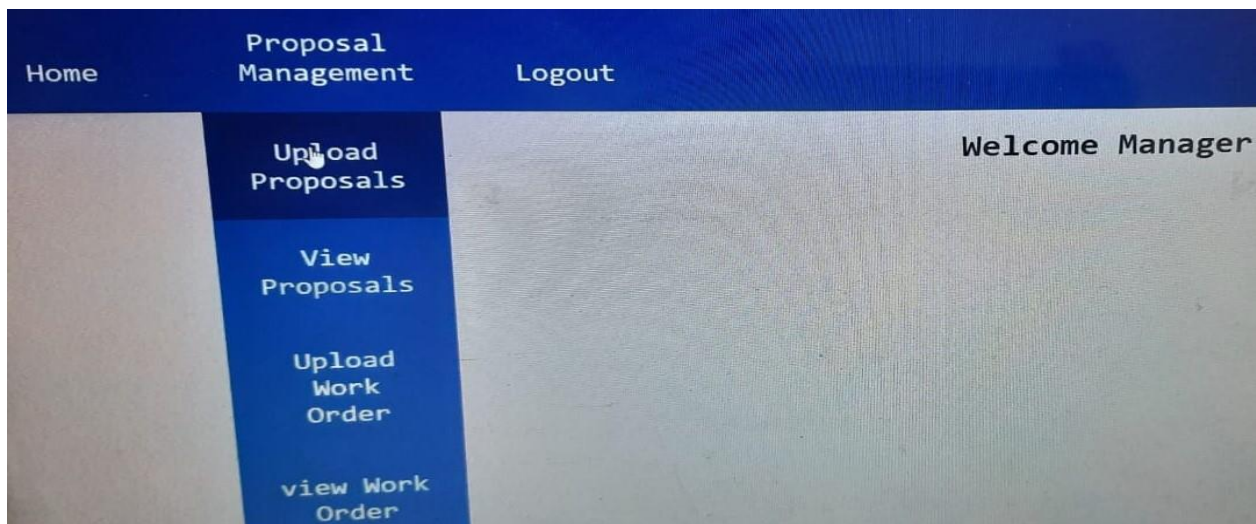 Home
Proposal
Management
Logout
Welcome Manager
Upload
Proposals
View
Proposals
Upload
Work
Order
view Work
Order